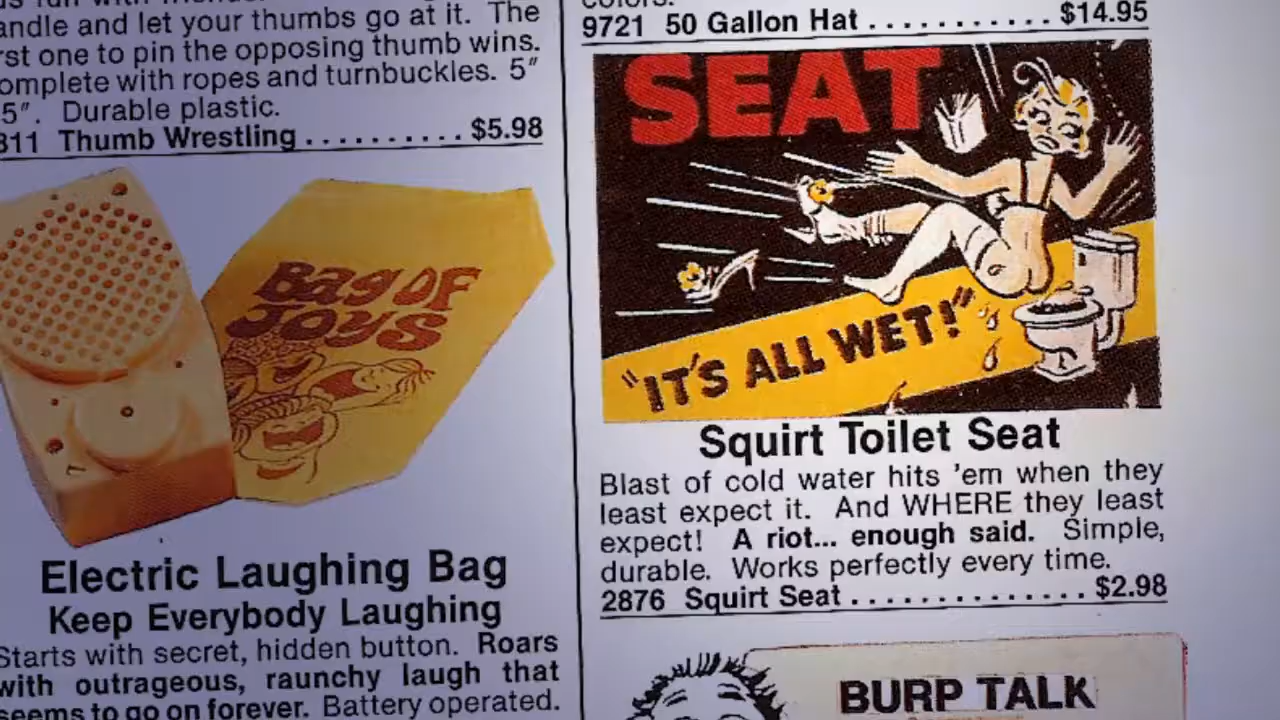 andle and let your thumbs go at it. The
rst one to pin the opposing thumb wins.
omplete with ropes and turnbuckles. 5"
5". Durable plastic.
311 Thumb Wrestling .......... $5.98
BAG OF
JOYS
Electric Laughing Bag
Keep Everybody Laughing
Starts with secret, hidden button. Roars
with outrageous, raunchy laugh that
seems to go on forever. Battery operated.
9721 50 Gallon Hat ........... $14.95
SEAT
"IT'S ALL WET!"
Squirt Toilet Seat
Blast of cold water hits 'em when they
least expect it. And WHERE they least
expect! A riot... enough said. Simple,
durable. Works perfectly every time.
2876 Squirt Seat .............. $2.98
BURP TALK